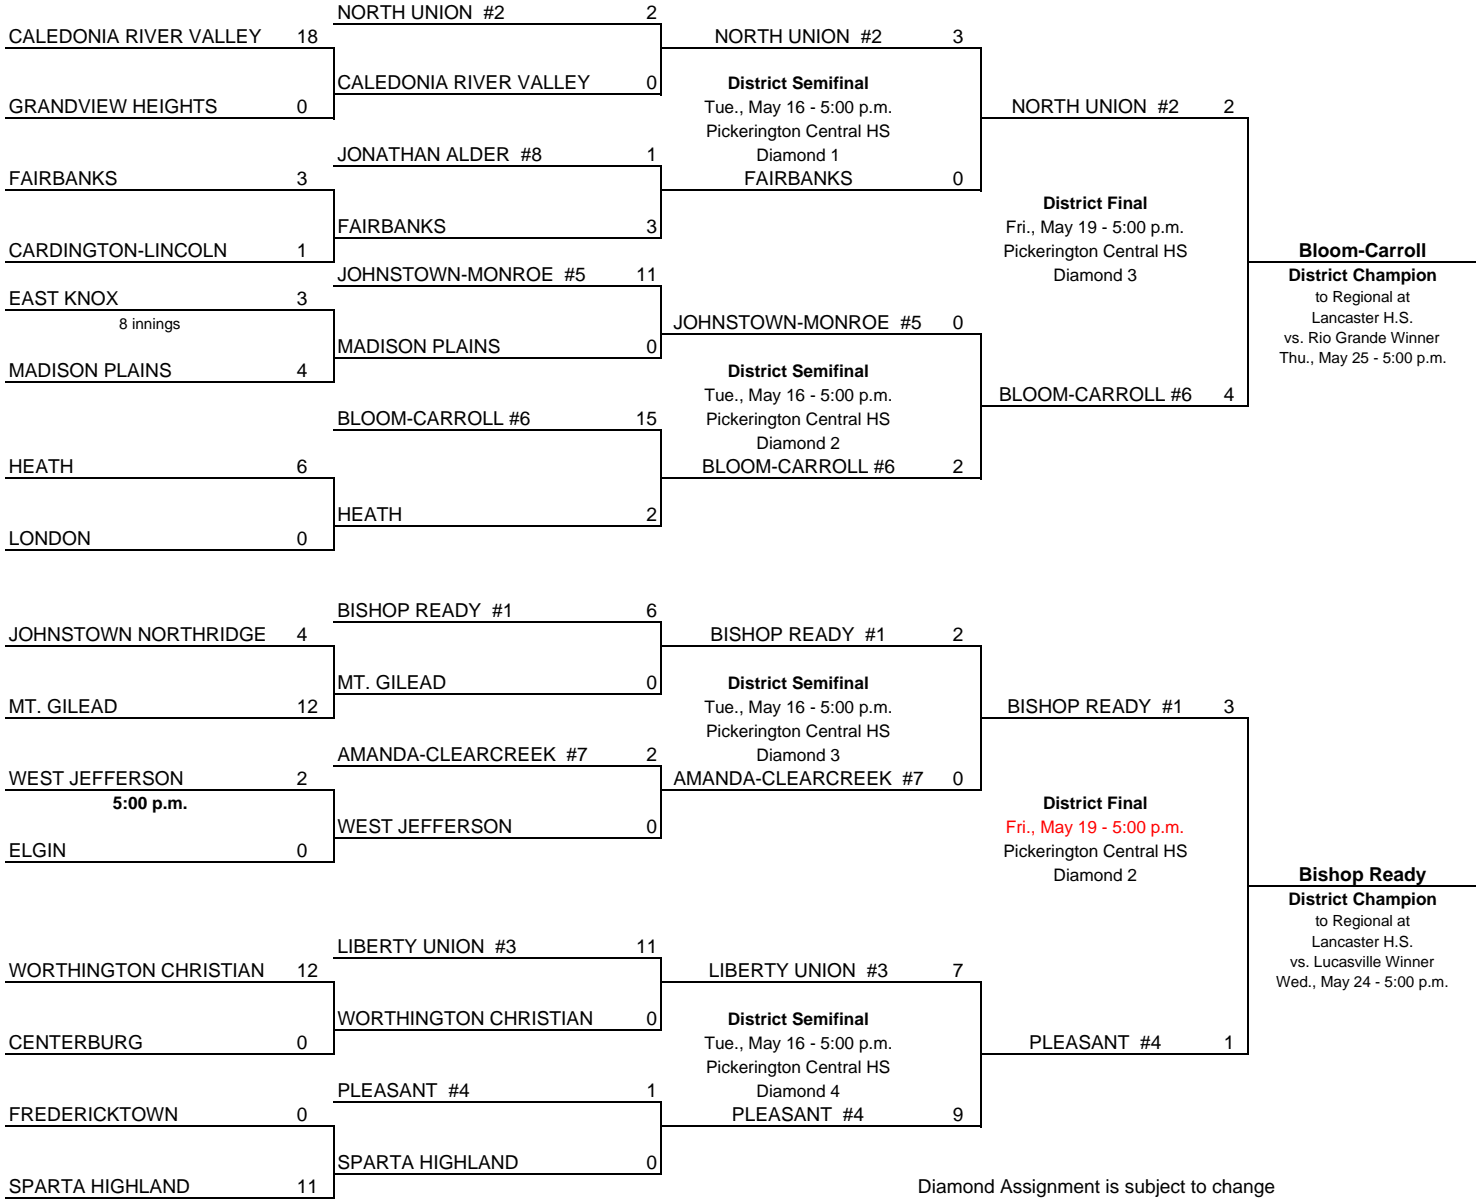 NORTH UNION #2 2
CALEDONIA RIVER VALLEY 18
NORTH UNION #2 3
CALEDONIA RIVER VALLEY 0
District Semifinal
GRANDVIEW HEIGHTS 0
Tue., May 16 - 5:00 p.m.
NORTH UNION #2 2
Pickerington Central HS
JONATHAN ALDER #8 1
Diamond 1
FAIRBANKS 3
FAIRBANKS 0
District Final
FAIRBANKS 3
Fri., May 19 - 5:00 p.m.
CARDINGTON-LINCOLN 1
Pickerington Central HS
Bloom-Carroll
JOHNSTOWN-MONROE #5 11
Diamond 3
District Champion
EAST KNOX 3
to Regional at
8 innings
JOHNSTOWN-MONROE #5 0
Lancaster H.S.
MADISON PLAINS 0
vs. Rio Grande Winner
MADISON PLAINS 4
District Semifinal
Thu., May 25 - 5:00 p.m.
Tue., May 16 - 5:00 p.m.
BLOOM-CARROLL #6 4
BLOOM-CARROLL #6 15
Pickerington Central HS
Diamond 2
HEATH 6
BLOOM-CARROLL #6 2
HEATH 2
LONDON 0
BISHOP READY #1 6
JOHNSTOWN NORTHRIDGE 4
BISHOP READY #1 2
MT. GILEAD 0
District Semifinal
MT. GILEAD 12
Tue., May 16 - 5:00 p.m.
BISHOP READY #1 3
Pickerington Central HS
AMANDA-CLEARCREEK #7 2
Diamond 3
WEST JEFFERSON 2
AMANDA-CLEARCREEK #7 0
5:00 p.m.
District Final
WEST JEFFERSON 0
Fri., May 19 - 5:00 p.m.
ELGIN 0
Pickerington Central HS
Diamond 2
Bishop Ready
District Champion
to Regional at
LIBERTY UNION #3 11
Lancaster H.S.
WORTHINGTON CHRISTIAN 12
LIBERTY UNION #3 7
vs. Lucasville Winner
Wed., May 24 - 5:00 p.m.
WORTHINGTON CHRISTIAN 0
District Semifinal
CENTERBURG 0
Tue., May 16 - 5:00 p.m.
PLEASANT #4 1
Pickerington Central HS
PLEASANT #4 1
Diamond 4
FREDERICKTOWN 0
PLEASANT #4 9
SPARTA HIGHLAND 0
SPARTA HIGHLAND 11
Diamond Assignment is subject to change